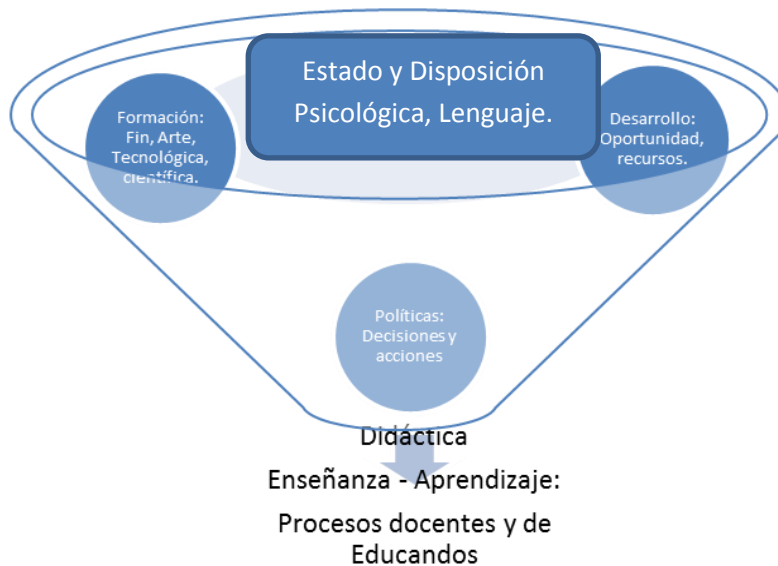 Estado y Disposición
Psicológica, Lenguaje.
Formación:
Fin, Arte,
Tecnológica,
científica.
Desarrollo:
Oportunidad,
recursos.
Políticas:
Decisiones y
acciones
Didáctica
Enseñanza - Aprendizaje:
Procesos docentes y de
Educandos